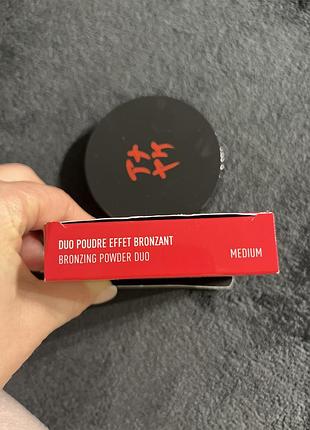 DUO POUDRE EFFET BRONZANT
BRONZING POWDER DUO
MEDIUM